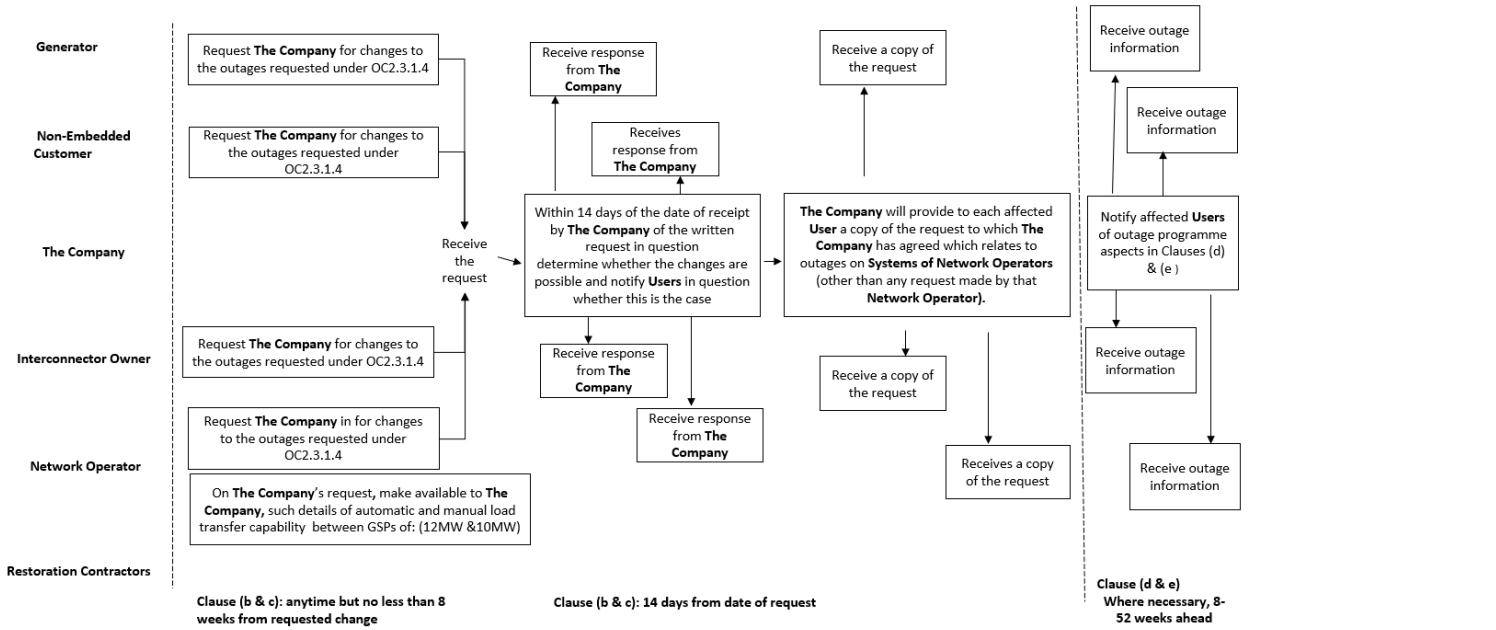 Generator
Request The Company for changes to
the outages requested under OC2.3.1.4
Receive response
from The
Company
Receive a copy of
the request
Receive outage
information
Non-Embedded
Customer
Request The Company for changes to
the outages requested under
OC2.3.1.4
Receives
response from
The Company
Receive outage
information
The Company
Receive
the
request
Within 14 days of the date of receipt
by The Company of the written
request in question
determine whether the changes are
possible and notify Users in question
whether this is the case
The Company will provide to each affected
User a copy of the request to which The
Company has agreed which relates to
outages on Systems of Network Operators
(other than any request made by that
Network Operator).
Notify affected Users
of outage programme
aspects in Clauses (d)
& (e )
Interconnector Owner
Request The Company for changes to
the outages requested under OC2.3.1.4
Receive response
from The
Company
Receive a copy of
the request
Receive outage
information
Network Operator
Request The Company in for changes
to the outages requested under
OC2.3.1.4
On The Company's request, make available to The
Company, such details of automatic and manual load
transfer capability between GSPs of: (12MW &10MW)
Receive response
from The
Company
Receives a copy
of the request
Receive outage
information
Restoration Contractors
Clause (b & c): anytime but no less than 8
weeks from requested change
Clause (b & c): 14 days from date of request
Clause (d & e)
Where necessary, 8-
52 weeks ahead